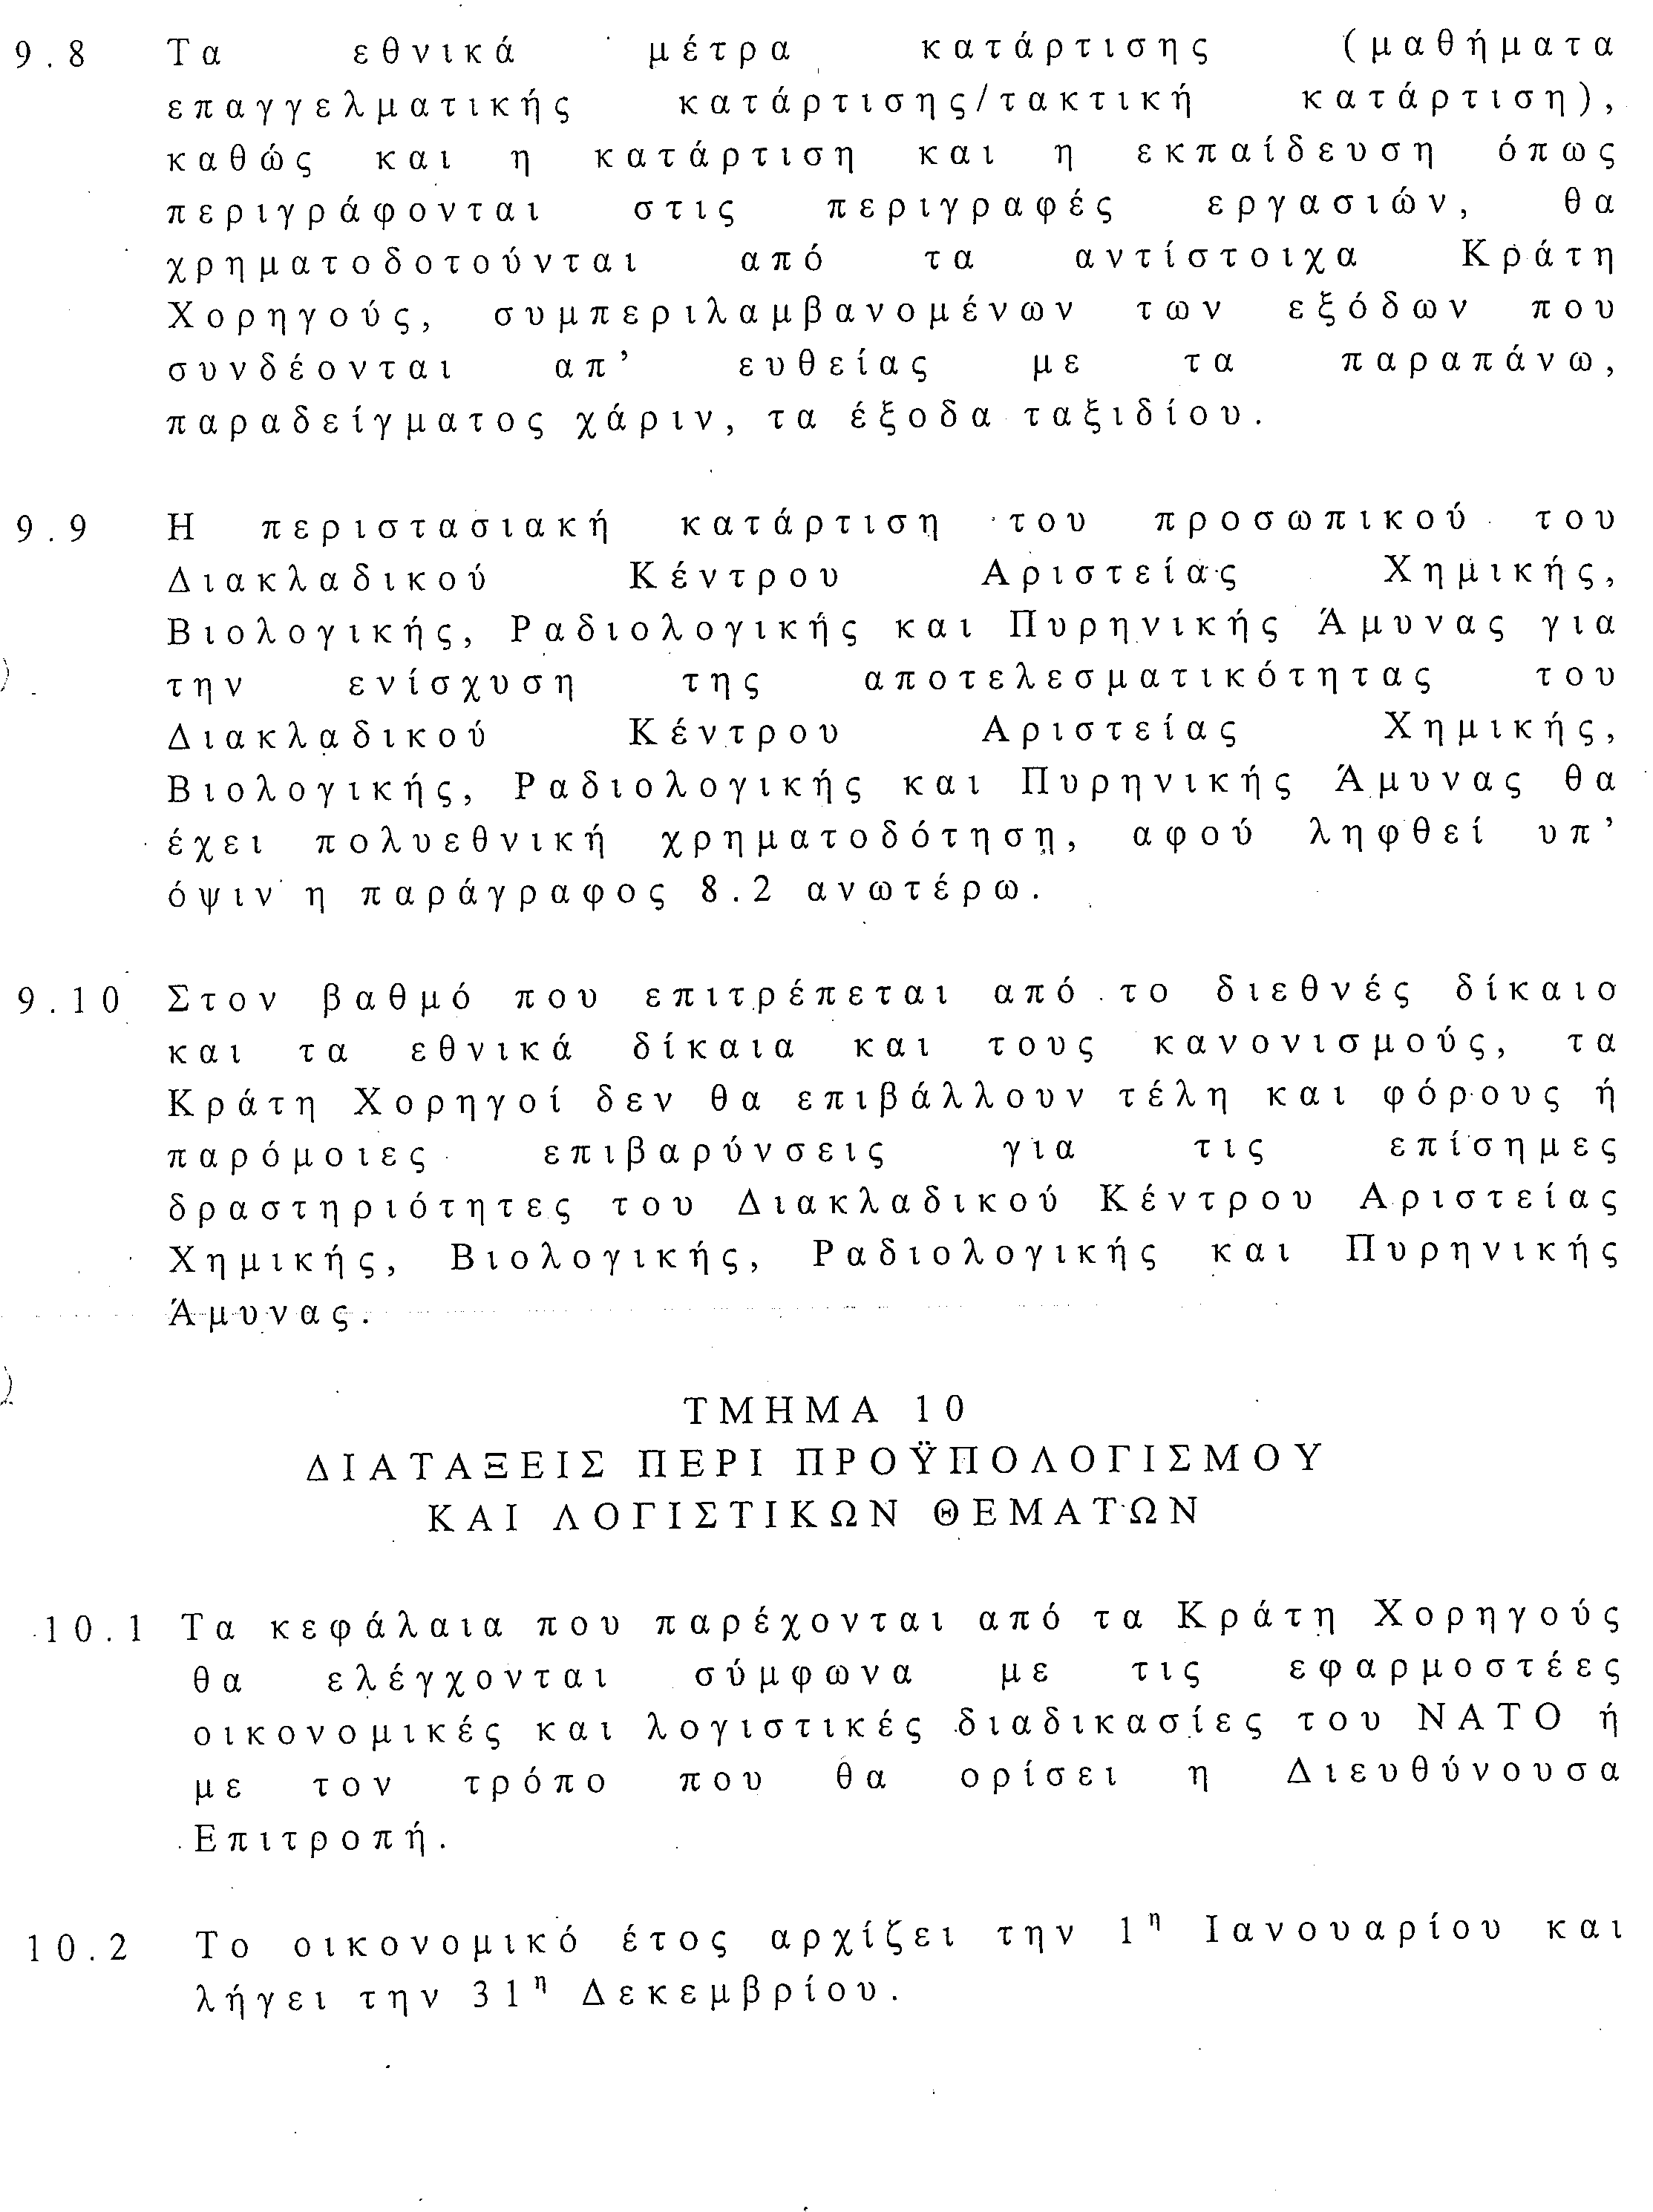 9.8 Τα εθνικά μέτρα κατάρτισης (μαθήματα
επαγγελματικής κατάρτισης/τακτική κατάρτιση),
καθώς και η κατάρτιση και η εκπαίδευση όπως
περιγράφονται στις περιγραφές εργασιών, θα
χρηματοδοτούνται από τα αντίστοιχα Κράτη
Χορηγούς, συμπεριλαμβανομένων των εξόδων που
συνδέονται απ’ ευθείας με τα παραπάνω,
παραδείγματος χάριν, τα έξοδα ταξιδίου.
9.9 Η περιστασιακή κατάρτιση του προσωπικού του
Διακλαδικού Κέντρου Αριστείας Χημικής,
Βιολογικής, Ραδιολογικής και Πυρηνικής Άμυνας για
την ενίσχυση της αποτελεσματικότητας του
Διακλαδικού Κέντρου Αριστείας Χημικής,
Βιολογικής, Ραδιολογικής και Πυρηνικής Άμυνας θα
έχει πολυεθνική χρηματοδότηση, αφού ληφθεί υπ’
όψιν η παράγραφος 8.2 ανωτέρω.
9.10 Στον βαθμό που επιτρέπεται από το διεθνές δίκαιο
και τα εθνικά δίκαια και τους κανονισμούς, τα
Κράτη Χορηγοί δεν θα επιβάλλουν τέλη και φόρους ή
παρόμοιες επιβαρύνσεις για τις επίσημες
δραστηριότητες του Διακλαδικού Κέντρου Αριστείας
Χημικής, Βιολογικής, Ραδιολογικής και Πυρηνικής
Άμυνας.
ΤΜΗΜΑ 10
ΔΙΑΤΑΞΕΙΣ ΠΕΡΙ ΠΡΟΫΠΟΛΟΓΙΣΜΟΥ
ΚΑΙ ΛΟΓΙΣΤΙΚΩΝ ΘΕΜΑΤΩΝ
10.1 Τα κεφάλαια που παρέχονται από τα Κράτη Χορηγούς
θα ελέγχονται σύμφωνα με τις εφαρμοστέες
οικονομικές και λογιστικές διαδικασίες του ΝΑΤΟ ή
με τον τρόπο που θα ορίσει η Διευθύνουσα
Επιτροπή.
10.2 Το οικονομικό έτος αρχίζει την 1η Ιανουαρίου και
λήγει την 31η Δεκεμβρίου.